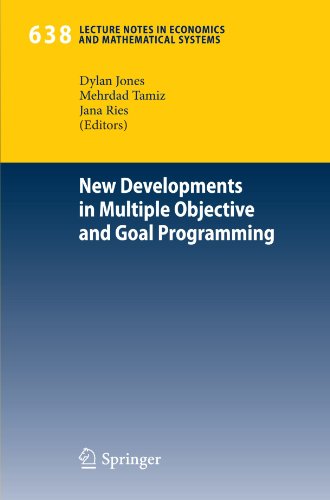 638
LECTURE NOTES IN ECONOMICS
AND MATHEMATICAL SYSTEMS
Dylan Jones
Mehrdad Tamiz
Jana Ries
(Editors)
New Developments
in Multiple Objective
and Goal Programming
Springer